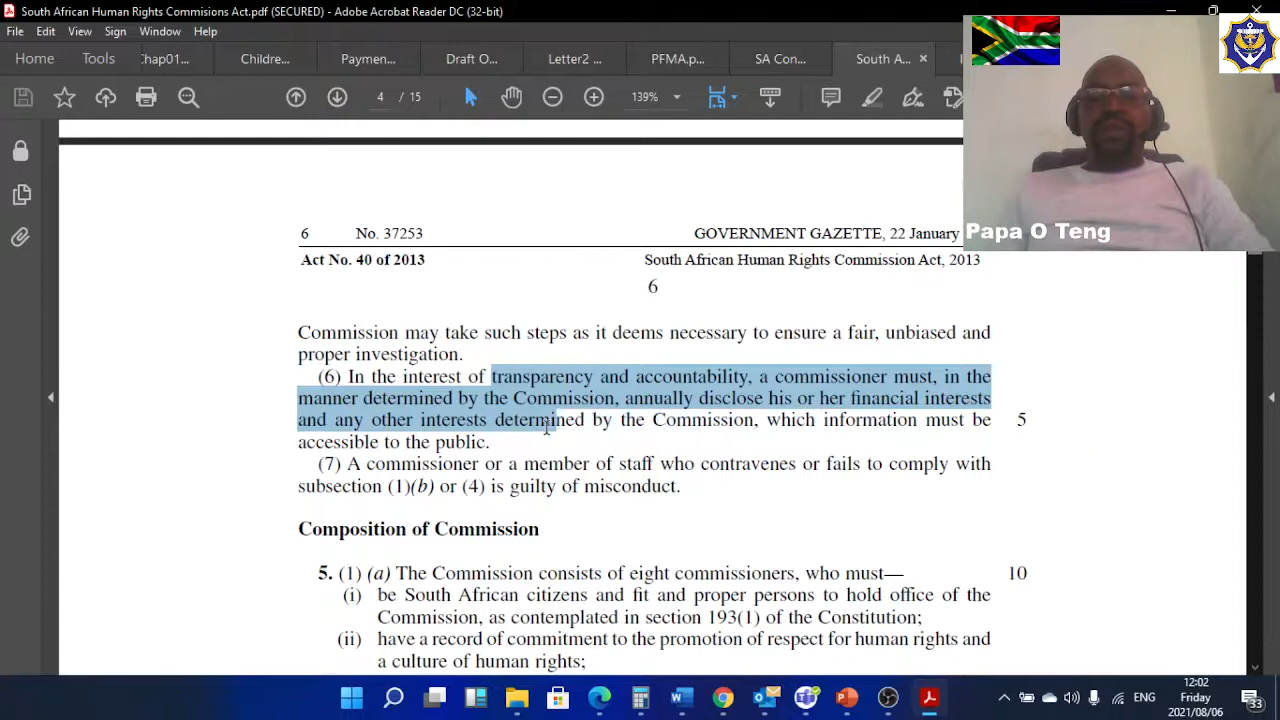 South African Human Rights Commisions Act.pdf (SECURED) - Adobe Acrobat Reader DC (32-bit)
File Edit View Sign Window Help
Home Tools Chap01... Childre... Paymen... Draft O... Letter2 ... PFMA.p... SA Con... South A... ×
4 / 15 139%
Papa O Teng
6 No. 37253 GOVERNMENT GAZETTE, 22 January
Act No. 40 of 2013 South African Human Rights Commission Act, 2013
6
Commission may take such steps as it deems necessary to ensure a fair, unbiased and
proper investigation.
(6) In the interest of transparency and accountability, a commissioner must, in the
manner determined by the Commission, annually disclose his or her financial interests
and any other interests determined by the Commission, which information must be 5
accessible to the public.
(7) A commissioner or a member of staff who contravenes or fails to comply with
subsection (1)(b) or (4) is guilty of misconduct.
Composition of Commission
5. (1) (a) The Commission consists of eight commissioners, who must— 10
(i) be South African citizens and fit and proper persons to hold office of the
Commission, as contemplated in section 193(1) of the Constitution;
(ii) have a record of commitment to the promotion of respect for human rights and
a culture of human rights;
ENG
12:02
Friday
2021/08/06
33